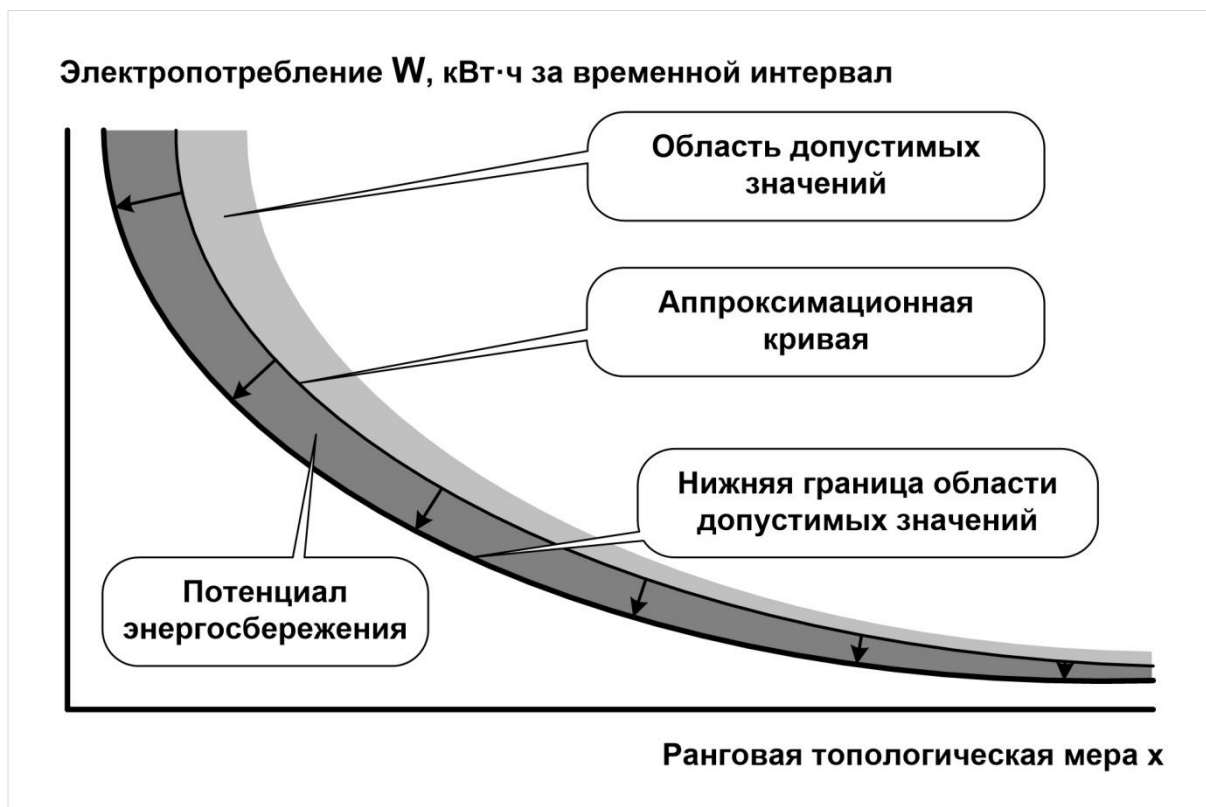 Электропотребление W, кВт·ч за временной интервал
Область допустимых
значений
Аппроксимационная
кривая
Нижняя граница области
допустимых значений
Потенциал
энергосбережения
Ранговая топологическая мера x